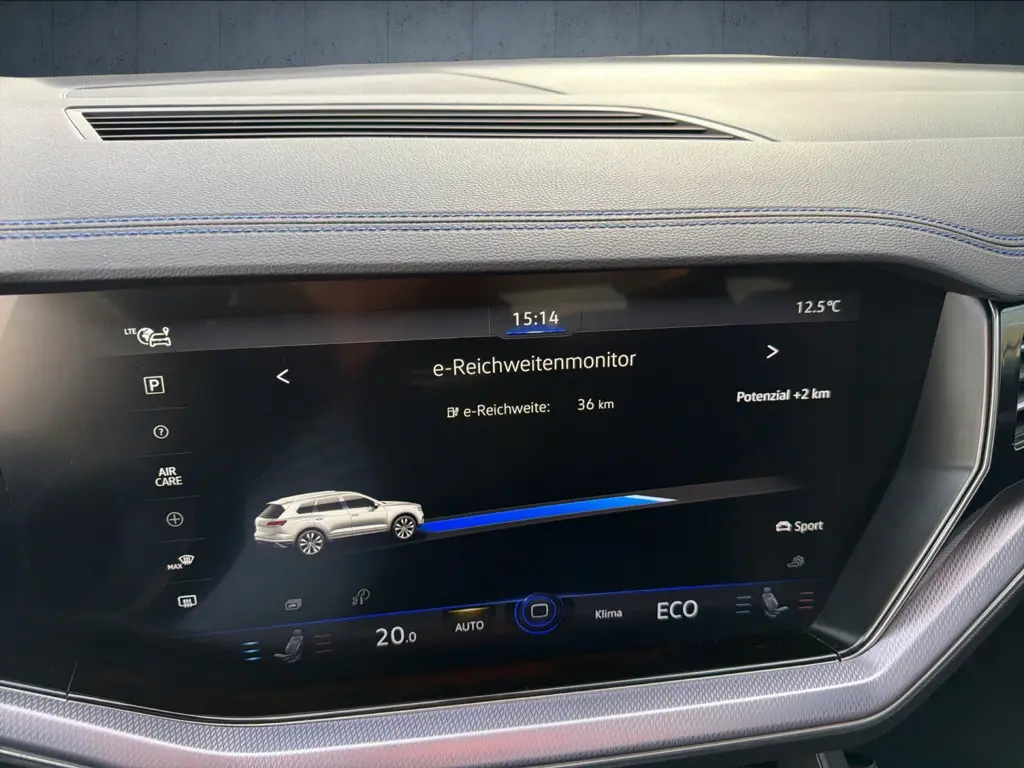 LTE
15:14
12.5°C
P
e-Reichweitenmonitor
e-Reichweite: 36 km
Potenzial +2 km
AIR
CARE
Sport
MAX
20.0
AUTO
Klima
ECO